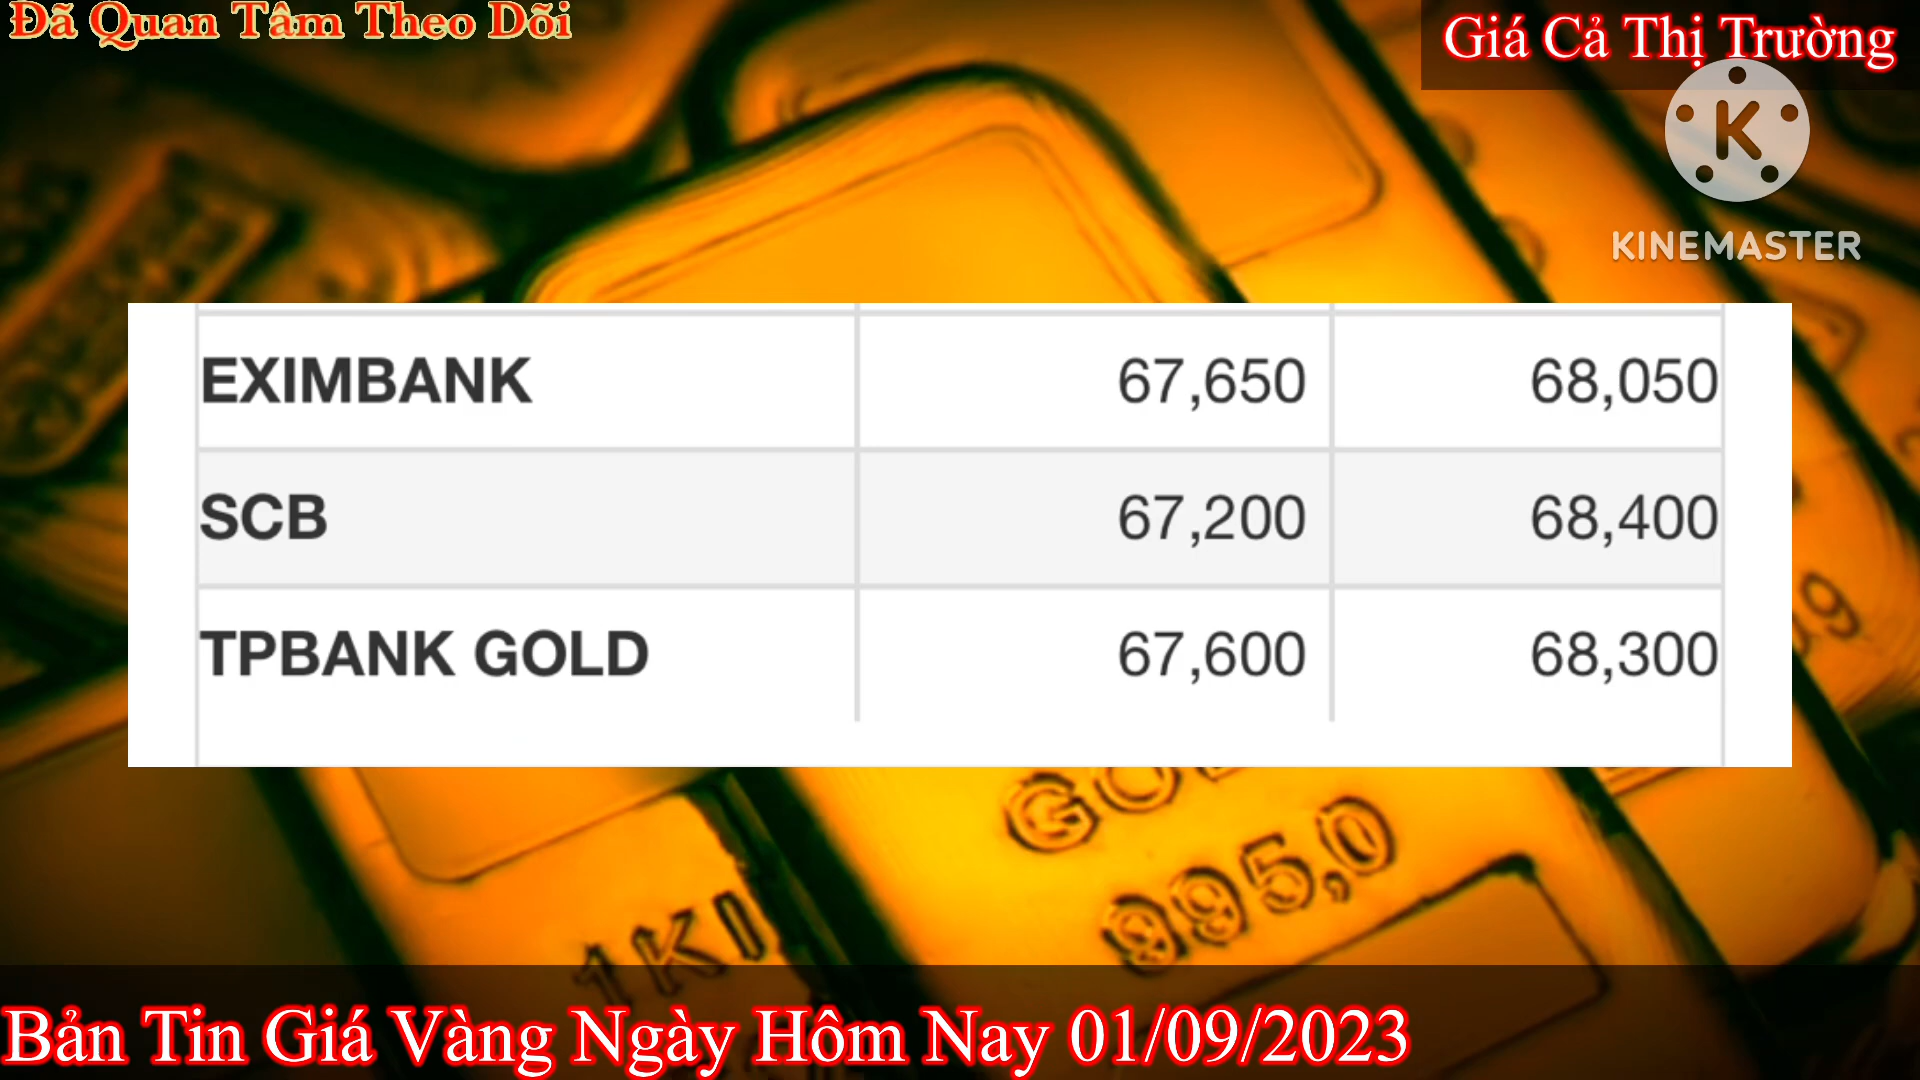 Đã Quan Tâm Theo Dõi
Giá Cả Thị Trường
K
KINEMASTER
EXIMBANK 67,650 68,050
SCB 67,200 68,400
TPBANK GOLD 67,600 68,300
995,0
1KI
Bản Tin Giá Vàng Ngày Hôm Nay 01/09/2023